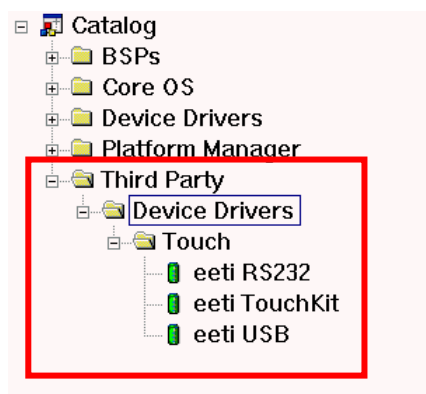 Catalog
BSPs
Core OS
Device Drivers
Platform Manager
Third Party
Device Drivers
Touch
eeti RS232
eeti TouchKit
eeti USB